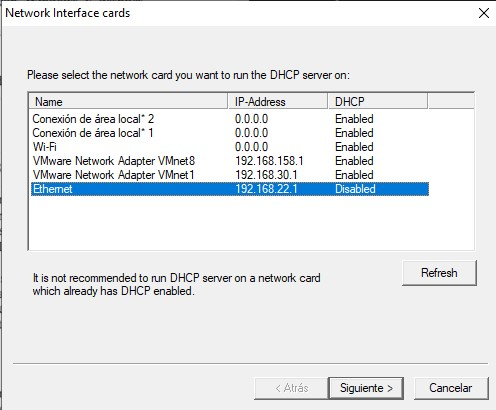 Network Interface cards
Please select the network card you want to run the DHCP server on:
Name IP-Address DHCP
Conexión de área local* 2 0.0.0.0 Enabled
Conexión de área local* 1 0.0.0.0 Enabled
Wi-Fi 0.0.0.0 Enabled
VMware Network Adapter VMnet8 192.168.158.1 Enabled
VMware Network Adapter VMnet1 192.168.30.1 Enabled
Ethernet 192.168.22.1 Disabled
It is not recommended to run DHCP server on a network card
which already has DHCP enabled.
Refresh
< Atrás Siguiente > Cancelar